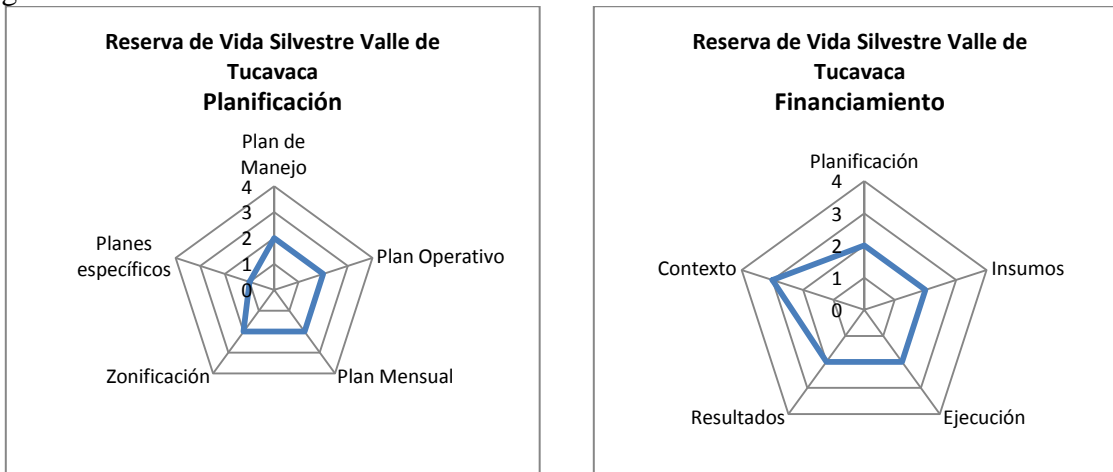 Reserva de Vida Silvestre Valle de
Tucavaca
Planificación
Plan de
Manejo
4
3
2
1
0
Planes
específicos
Plan Operativo
Zonificación
Plan Mensual
Reserva de Vida Silvestre Valle de
Tucavaca
Financiamiento
Planificación
4
3
2
1
0
Contexto
Insumos
Resultados
Ejecución